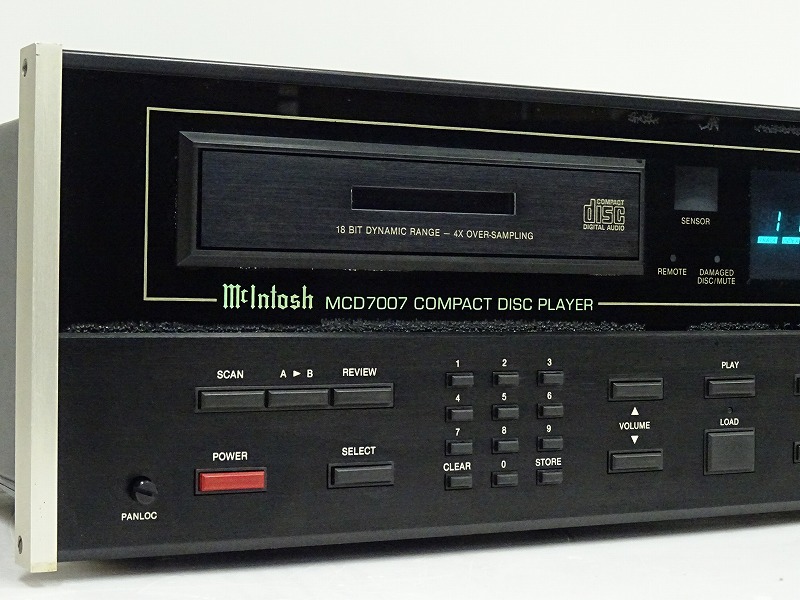 COMPACT
disc
DIGITAL AUDIO
18 BIT DYNAMIC RANGE – 4X OVER-SAMPLING
SENSOR
REMOTE
DAMAGED
DISC/MUTE
McIntosh MCD7007 COMPACT DISC PLAYER
SCAN
A ► B
REVIEW
1 2 3
PLAY
4 5 6
▲
VOLUME
▼
LOAD
7 8 9
POWER
SELECT
CLEAR 0 STORE
PANLOC